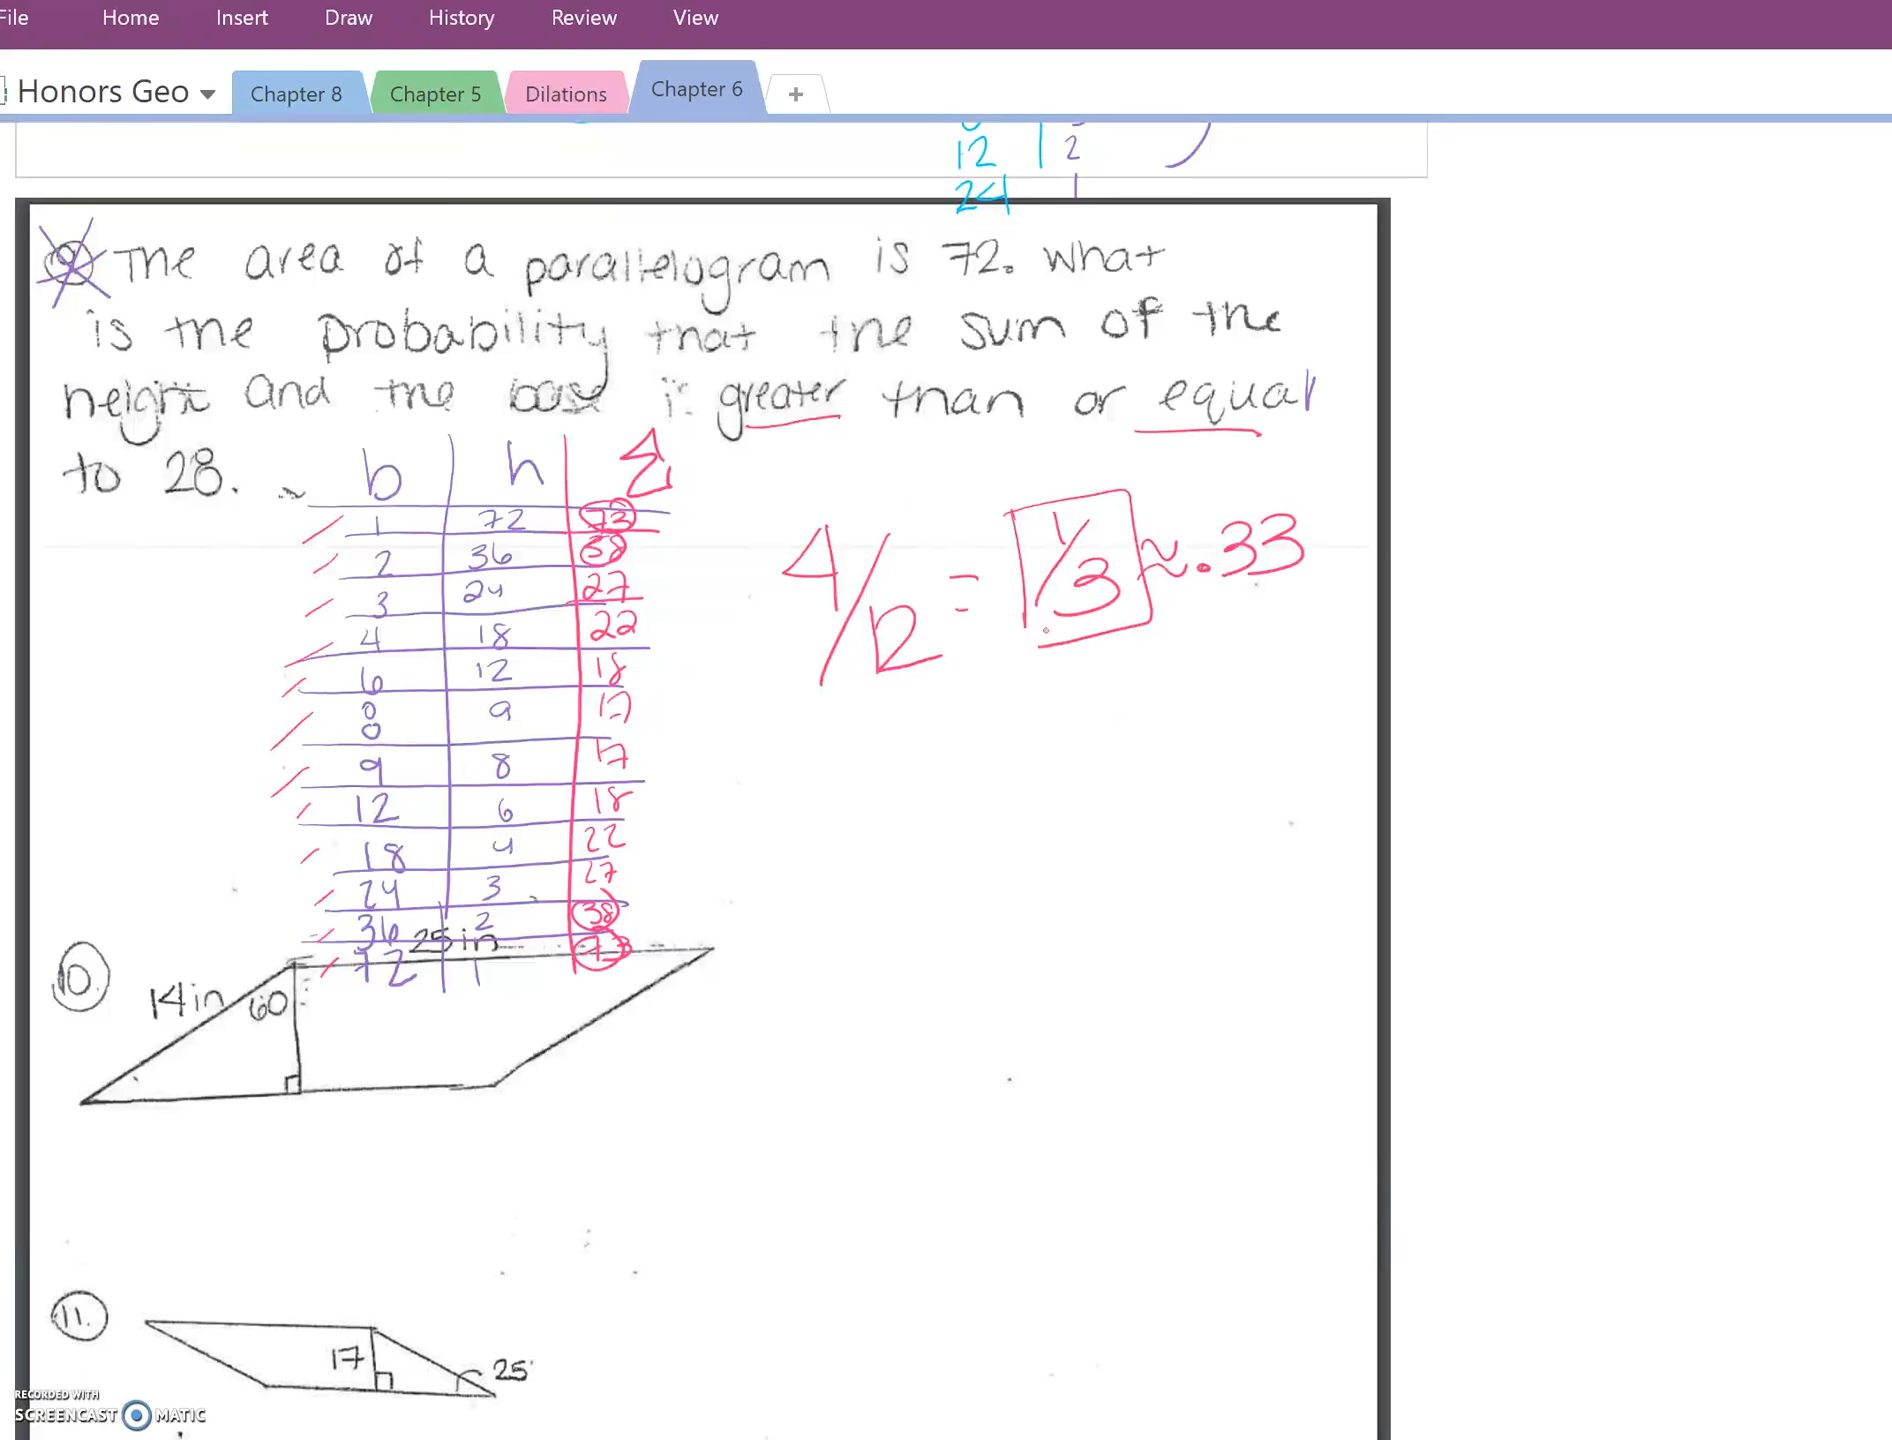 File Home Insert Draw History Review View
Honors Geo Chapter 8 Chapter 5 Dilations Chapter 6 +
12 2
24 1
9 The area of a parallelogram is 72. What
is the probability that the sum of the
height and the base is greater than or equal
to 28.
b h Σ
1 72 73
2 36 38
3 24 27
4 18 22
6 12 18
8 9 17
9 8 17
12 6 18
18 4 22
24 3 27
36 2 38
72 1 73
4/12 = 1/3 ≈ .33
10. 25 in
14 in 60
11.
17 25
RECORDED WITH
SCREENCAST MATIC